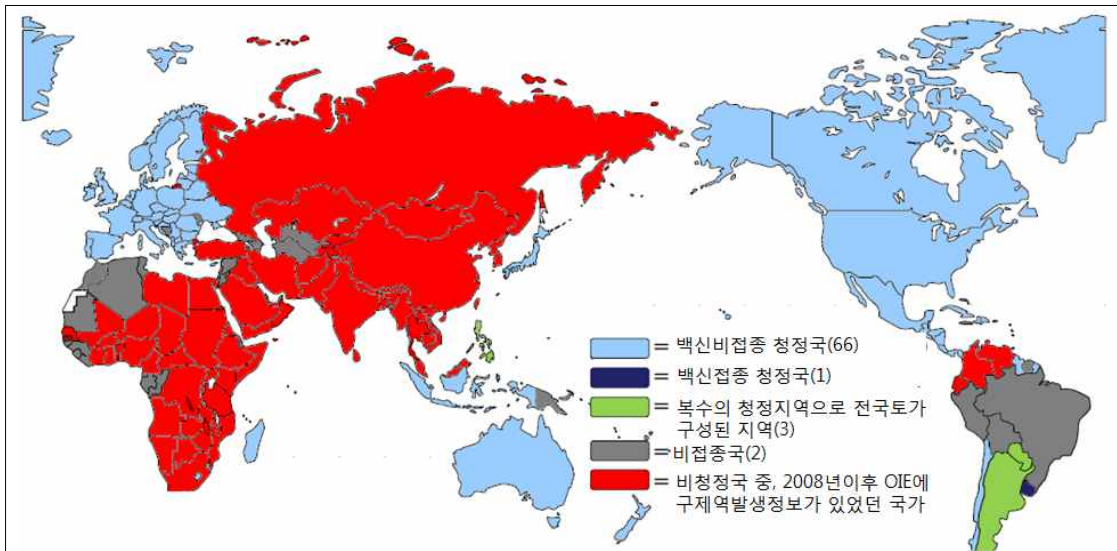 = 백신비접종 청정국(66)
= 백신접종 청정국(1)
= 복수의 청정지역으로 전국토가
구성된 지역(3)
=비접종국(2)
= 비청정국 중, 2008년이후 OIE에
구제역발생정보가 있었던 국가